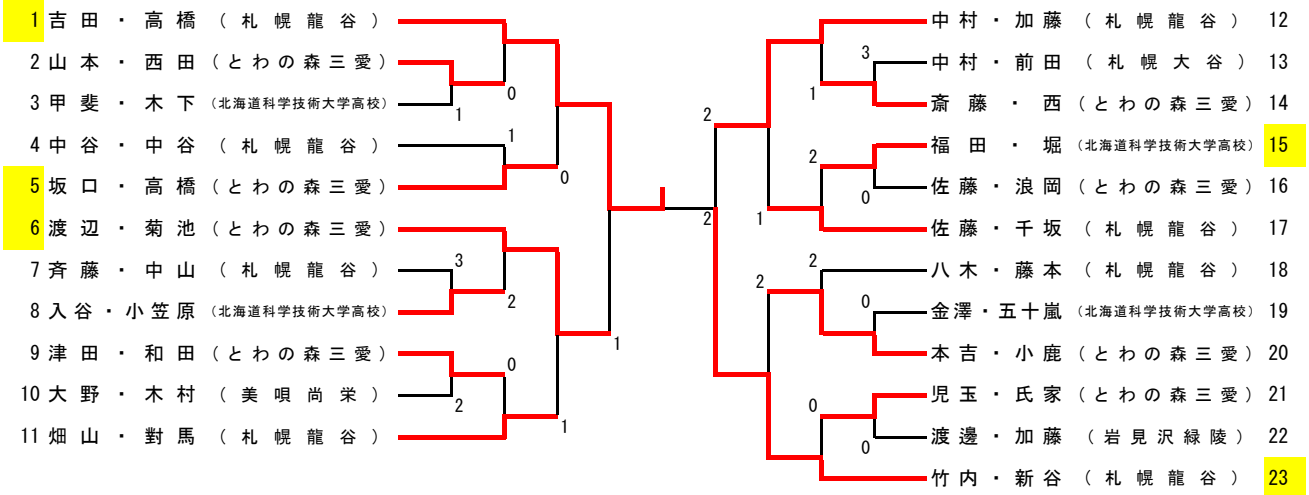 1 吉田・高橋 (札幌龍谷)
2 山本・西田 (とわの森三愛)
3 甲斐・木下 (北海道科学技術大学高校)
4 中谷・中谷 (札幌龍谷)
5 坂口・高橋 (とわの森三愛)
6 渡辺・菊池 (とわの森三愛)
7 斉藤・中山 (札幌龍谷)
8 入谷・小笠原 (北海道科学技術大学高校)
9 津田・和田 (とわの森三愛)
10 大野・木村 (美唄尚栄)
11 畑山・對馬 (札幌龍谷)
1
3
2
0
1
0
2
0
1
1
0
1
2
2
中村・加藤 (札幌龍谷) 12
中村・前田 (札幌大谷) 13
斎藤・西 (とわの森三愛) 14
福田・堀 (北海道科学技術大学高校) 15
佐藤・浪岡 (とわの森三愛) 16
佐藤・千坂 (札幌龍谷) 17
八木・藤本 (札幌龍谷) 18
金澤・五十嵐 (北海道科学技術大学高校) 19
本吉・小鹿 (とわの森三愛) 20
児玉・氏家 (とわの森三愛) 21
渡邊・加藤 (岩見沢緑陵) 22
竹内・新谷 (札幌龍谷) 23
3
1
2
0
1
2
2
0
0
0